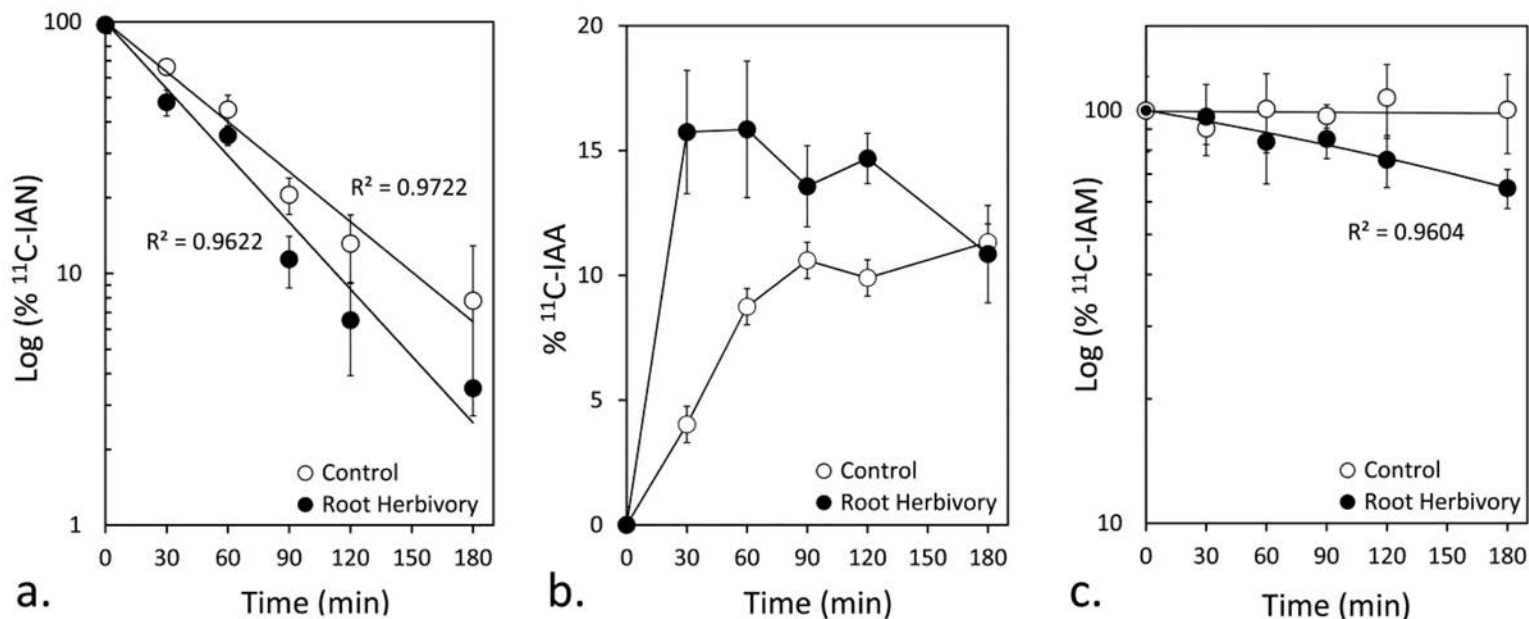 Log (% ¹¹C-IAN)
100
10
1
R² = 0.9722
R² = 0.9622
Control
Root Herbivory
0 30 60 90 120 150 180
Time (min)
a.
% ¹¹C-IAA
20
15
10
5
0
Control
Root Herbivory
0 30 60 90 120 150 180
Time (min)
b.
Log (% ¹¹C-IAM)
100
10
R² = 0.9604
Control
Root Herbivory
0 30 60 90 120 150 180
Time (min)
c.